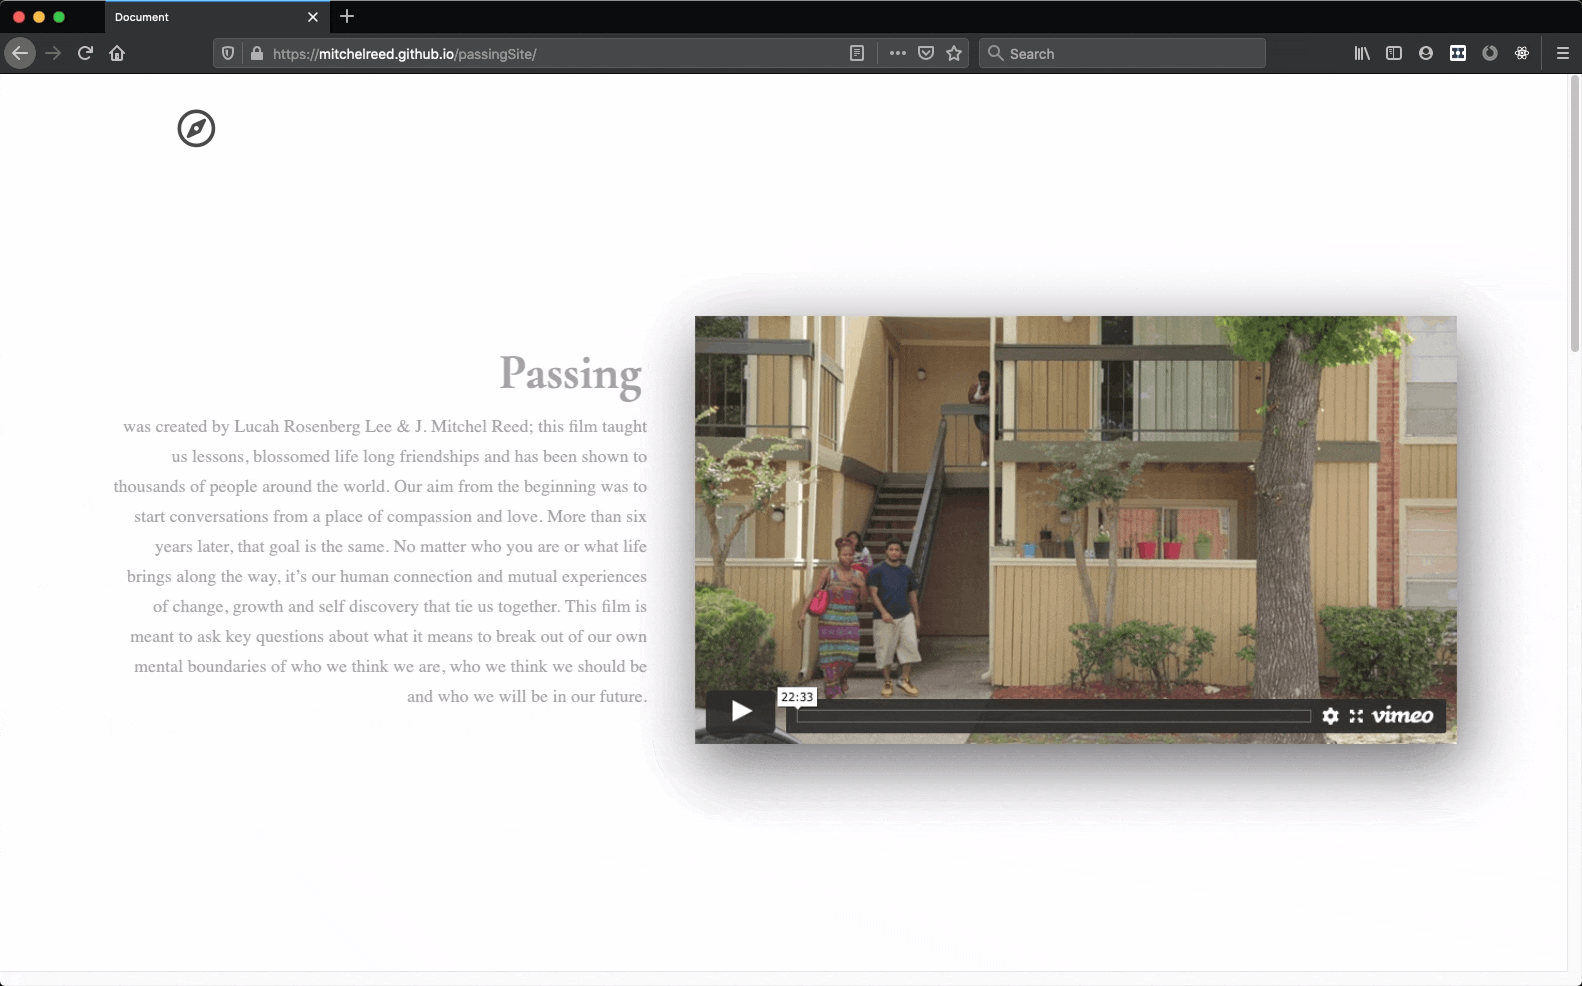 Document
https://mitchelreed.github.io/passingSite/
Search
Passing
was created by Lucah Rosenberg Lee & J. Mitchel Reed; this film taught
us lessons, blossomed life long friendships and has been shown to
thousands of people around the world. Our aim from the beginning was to
start conversations from a place of compassion and love. More than six
years later, that goal is the same. No matter who you are or what life
brings along the way, it’s our human connection and mutual experiences
of change, growth and self discovery that tie us together. This film is
meant to ask key questions about what it means to break out of our own
mental boundaries of who we think we are, who we think we should be
and who we will be in our future.
22:33
vimeo